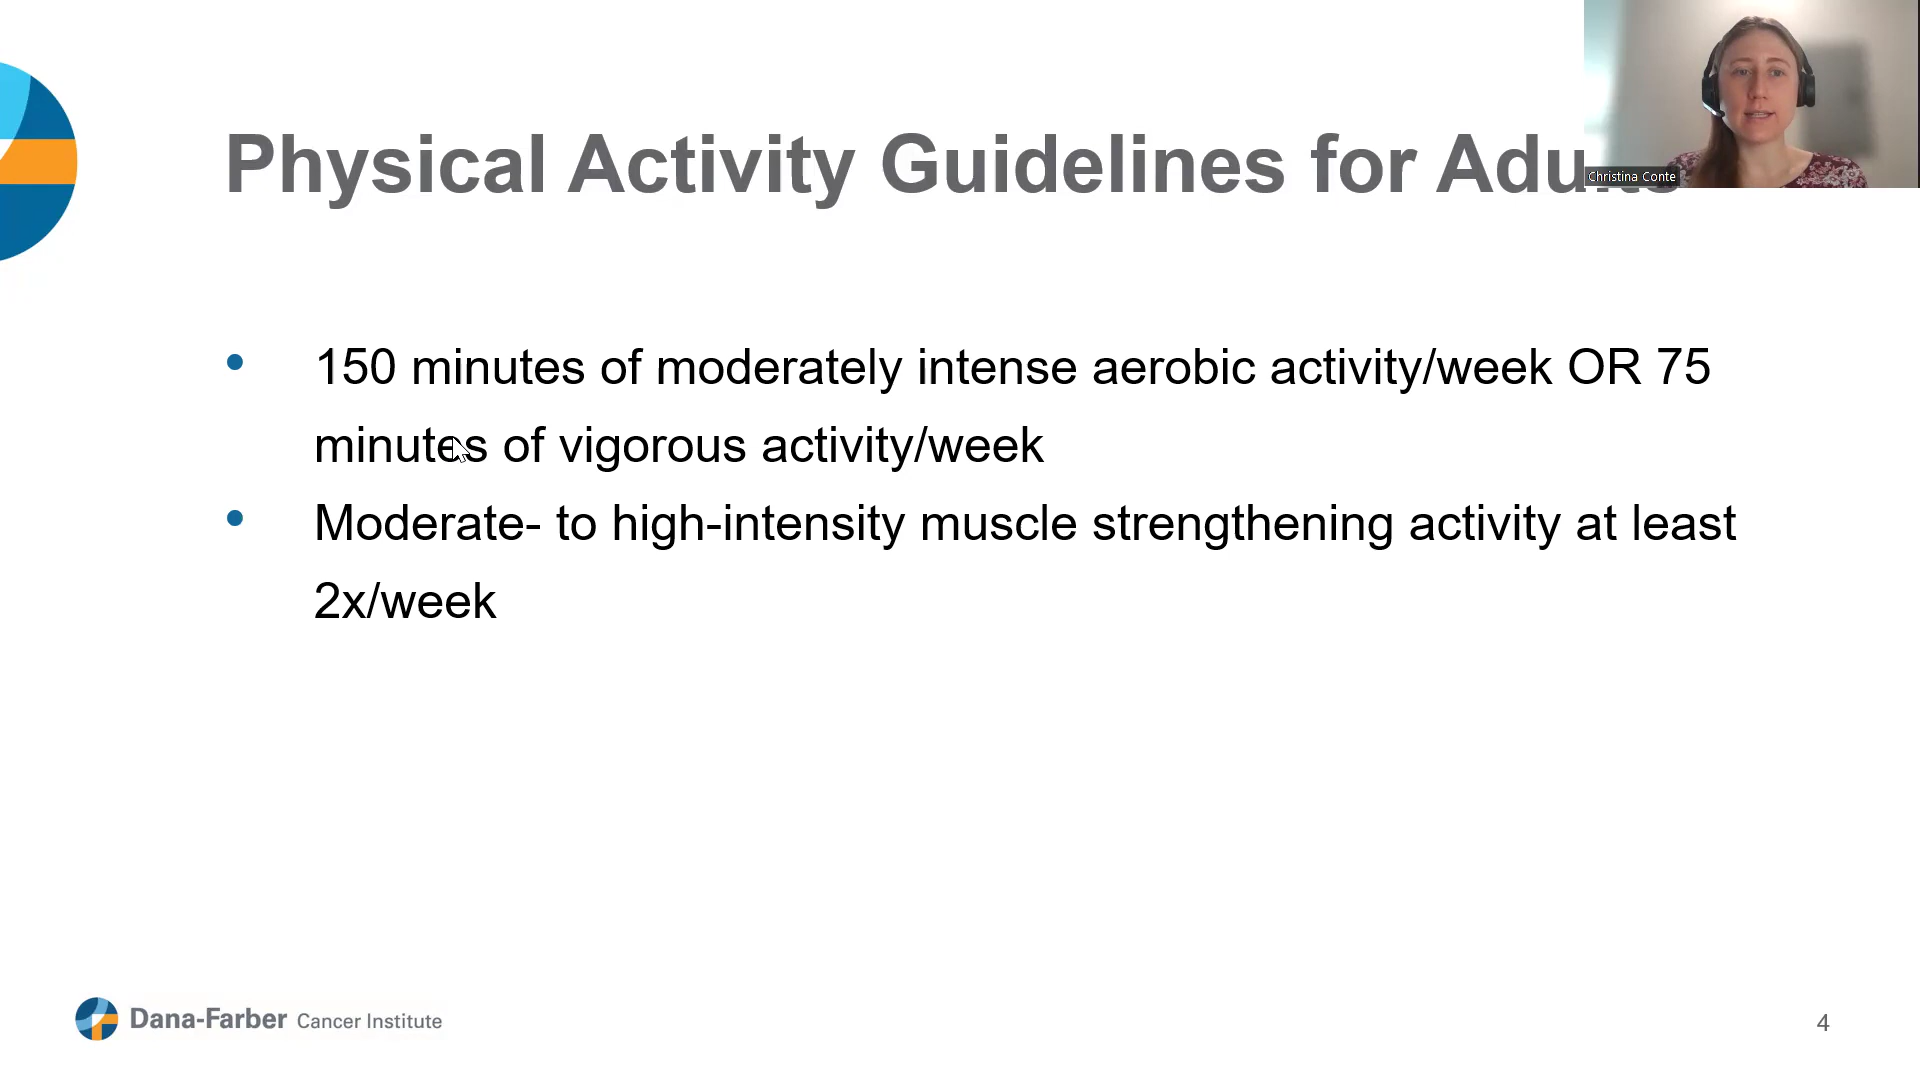 Physical Activity Guidelines for Adults
Christina Conte
• 150 minutes of moderately intense aerobic activity/week OR 75
minutes of vigorous activity/week
• Moderate- to high-intensity muscle strengthening activity at least
2x/week
Dana-Farber Cancer Institute
4